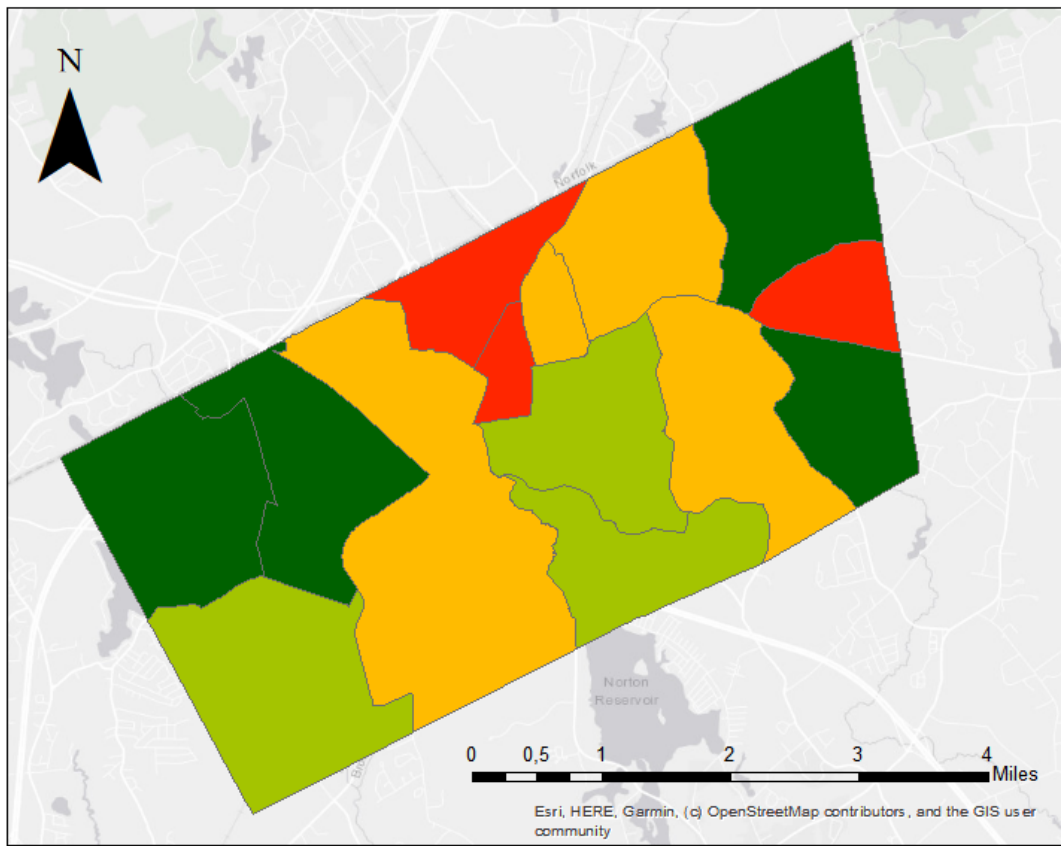 N
Norfolk
Norton
Reservoir
0 0,5 1 2 3 4
Miles
Esri, HERE, Garmin, (c) OpenStreetMap contributors, and the GIS user
community